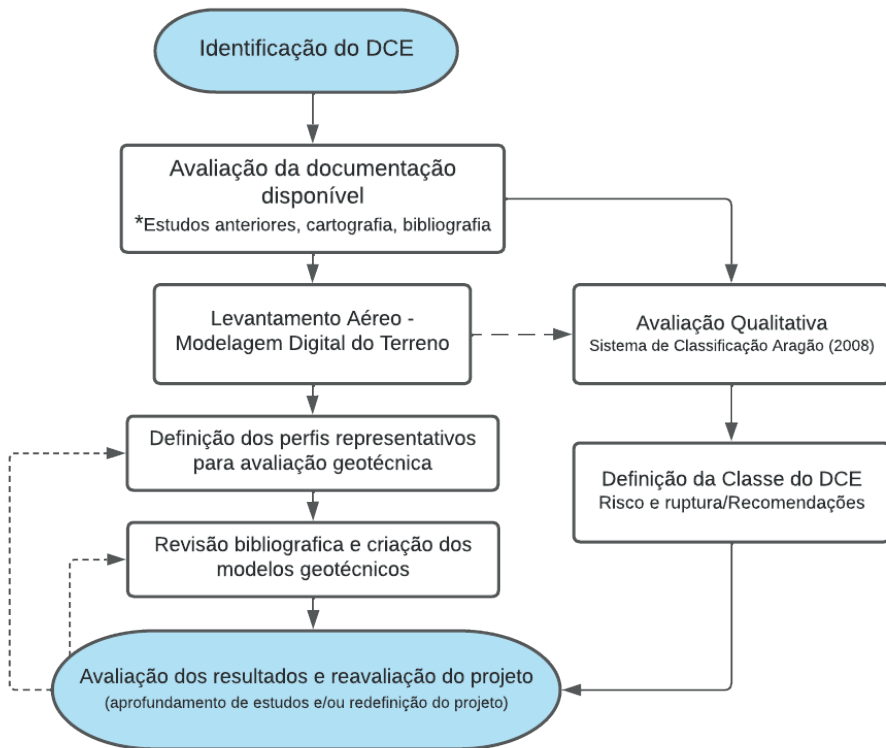 Identificação do DCE
Avaliação da documentação
disponível
*Estudos anteriores, cartografia, bibliografia
Levantamento Aéreo -
Modelagem Digital do Terreno
Avaliação Qualitativa
Sistema de Classificação Aragão (2008)
Definição dos perfis representativos
para avaliação geotécnica
Definição da Classe do DCE
Risco e ruptura/Recomendações
Revisão bibliografica e criação dos
modelos geotécnicos
Avaliação dos resultados e reavaliação do projeto
(aprofundamento de estudos e/ou redefinição do projeto)